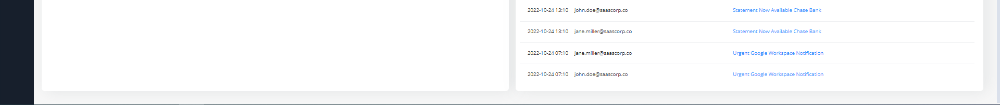 2022-10-24 13:10 john.doe@saascorp.co Statement Now Available Chase Bank
2022-10-24 13:10 jane.miller@saascorp.co Statement Now Available Chase Bank
2022-10-24 07:10 jane.miller@saascorp.co Urgent Google Workspace Notification
2022-10-24 07:10 john.doe@saascorp.co Urgent Google Workspace Notification